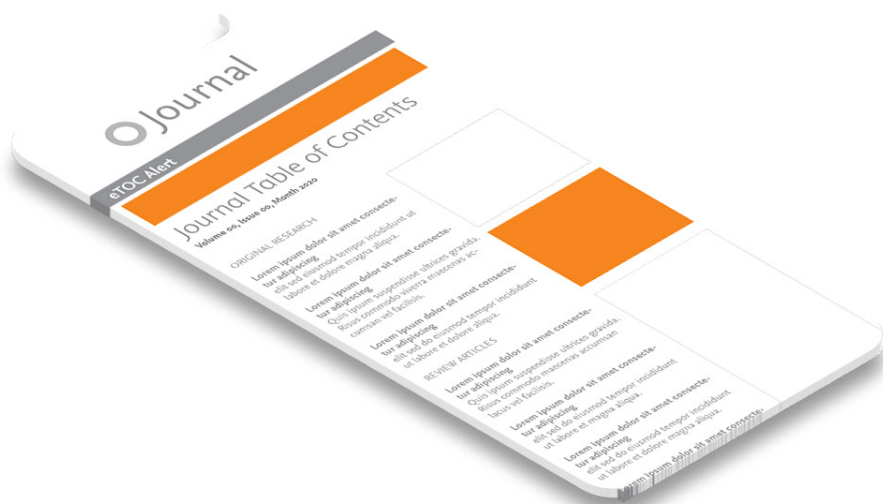 Journal
eTOC Alert
Journal Table of Contents
Volume 00, Issue 00, Month 2020
ORIGINAL RESEARCH
Lorem ipsum dolor sit amet consecte-
tur adipiscing
elit sed eiusmod tempor incididunt ut
labore et dolore magna aliqua.
Lorem ipsum dolor sit amet consecte-
tur adipiscing
Quis ipsum suspendisse ultrices gravida.
Risus commodo viverra maecenas ac-
cumsan vel facilisis.
Lorem ipsum dolor sit amet consecte-
tur adipiscing
elit sed do eiusmod tempor incididunt
ut labore et dolore aliqua.
REVIEW ARTICLES
Lorem ipsum dolor sit amet consecte-
tur adipiscing
Quis ipsum suspendisse ultrices gravida.
Risus commodo maecenas accumsan
lacus vel facilisis.
Lorem ipsum dolor sit amet consecte-
tur adipiscing
elit sed do eiusmod tempor incididunt
ut labore et magna aliqua.
Lorem ipsum dolor sit amet consecte-
tur adipiscing
elit sed do eiusmod tempor incididunt
ut labore et dolore magna aliqua.
Lorem ipsum dolor sit amet consecte-